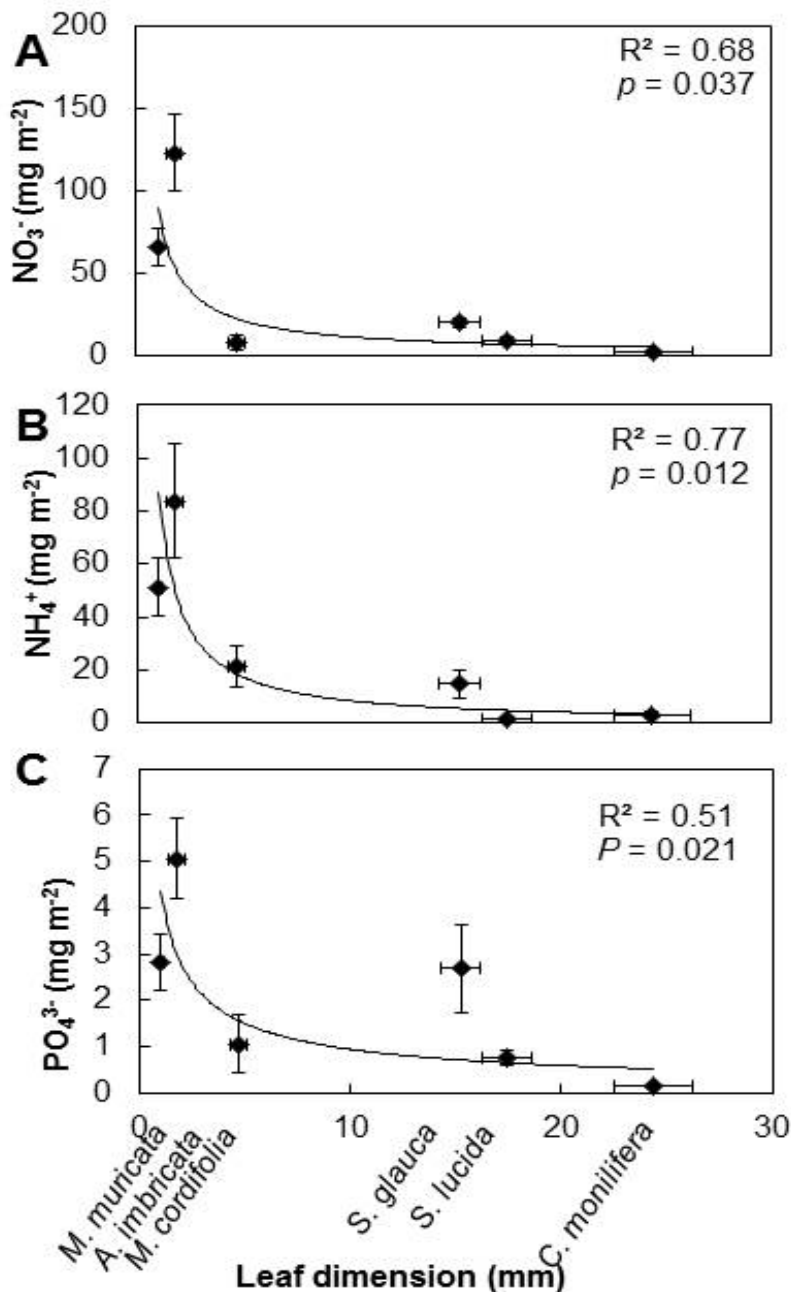 A
200
150
100
50
0
NO₃⁻ (mg m⁻²)
R² = 0.68
p = 0.037
B
120
100
80
60
40
20
0
NH₄⁺ (mg m⁻²)
R² = 0.77
p = 0.012
C
7
6
5
4
3
2
1
0
PO₄³⁻ (mg m⁻²)
R² = 0.51
P = 0.021
0
10
20
30
M. muricata
A. imbricata
M. cordifolia
S. glauca
S. lucida
C. monilifera
Leaf dimension (mm)